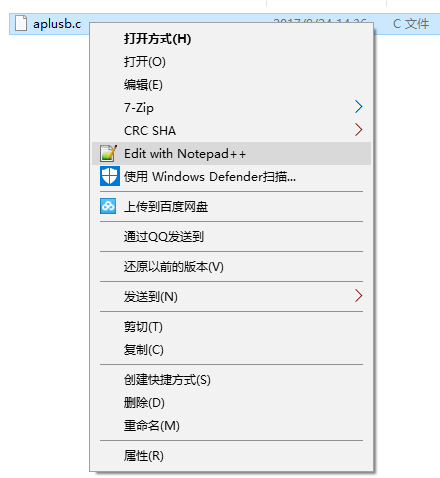 aplusb.c 2017/9/24 14:36 C 文件
打开方式(H)
打开(O)
编辑(E)
7-Zip
CRC SHA
Edit with Notepad++
使用 Windows Defender扫描...
上传到百度网盘
通过QQ发送到
还原以前的版本(V)
发送到(N)
剪切(T)
复制(C)
创建快捷方式(S)
删除(D)
重命名(M)
属性(R)